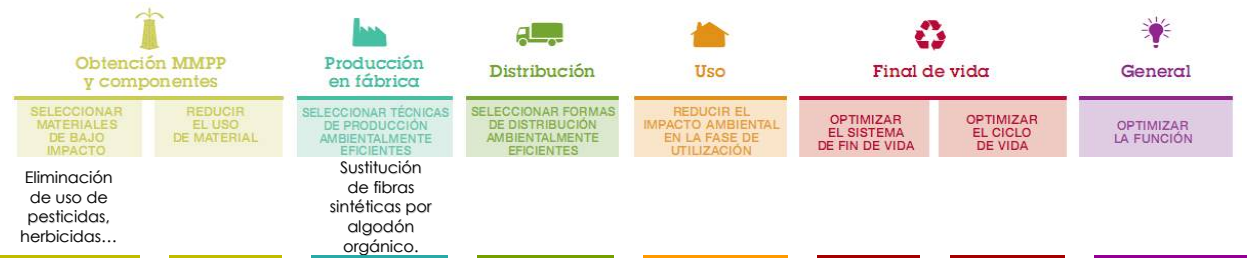 Obtención MMPP
y componentes
Producción
en fábrica
Distribución
Uso
Final de vida
General
SELECCIONAR
MATERIALES
DE BAJO
IMPACTO
REDUCIR
EL USO
DE MATERIAL
SELECCIONAR TÉCNICAS
DE PRODUCCIÓN
AMBIENTALMENTE
EFICIENTES
SELECCIONAR FORMAS
DE DISTRIBUCIÓN
AMBIENTALMENTE
EFICIENTES
REDUCIR EL
IMPACTO AMBIENTAL
EN LA FASE DE
UTILIZACIÓN
OPTIMIZAR
EL SISTEMA
DE FIN DE VIDA
OPTIMIZAR
EL CICLO
DE VIDA
OPTIMIZAR
LA FUNCIÓN
Eliminación
de uso de
pesticidas,
herbicidas…
Sustitución
de fibras
sintéticas por
algodón
orgánico.